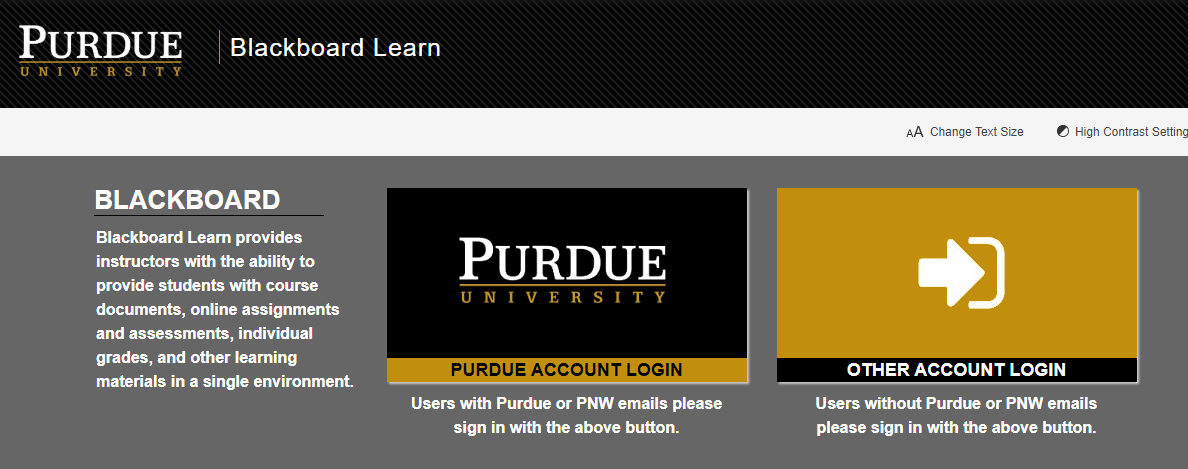 PURDUE
UNIVERSITY
Blackboard Learn
AA Change Text Size
High Contrast Setting
BLACKBOARD
Blackboard Learn provides
instructors with the ability to
provide students with course
documents, online assignments
and assessments, individual
grades, and other learning
materials in a single environment.
PURDUE
UNIVERSITY
PURDUE ACCOUNT LOGIN
Users with Purdue or PNW emails please
sign in with the above button.
OTHER ACCOUNT LOGIN
Users without Purdue or PNW emails
please sign in with the above button.